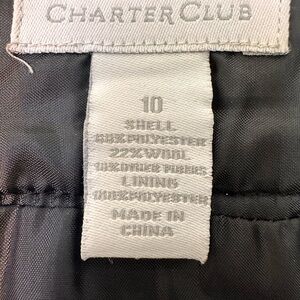 CHARTER CLUB
10
SHELL
68% POLYESTER
22% WOOL
10% OTHER FIBERS
LINING
100% POLYESTER
MADE IN
CHINA